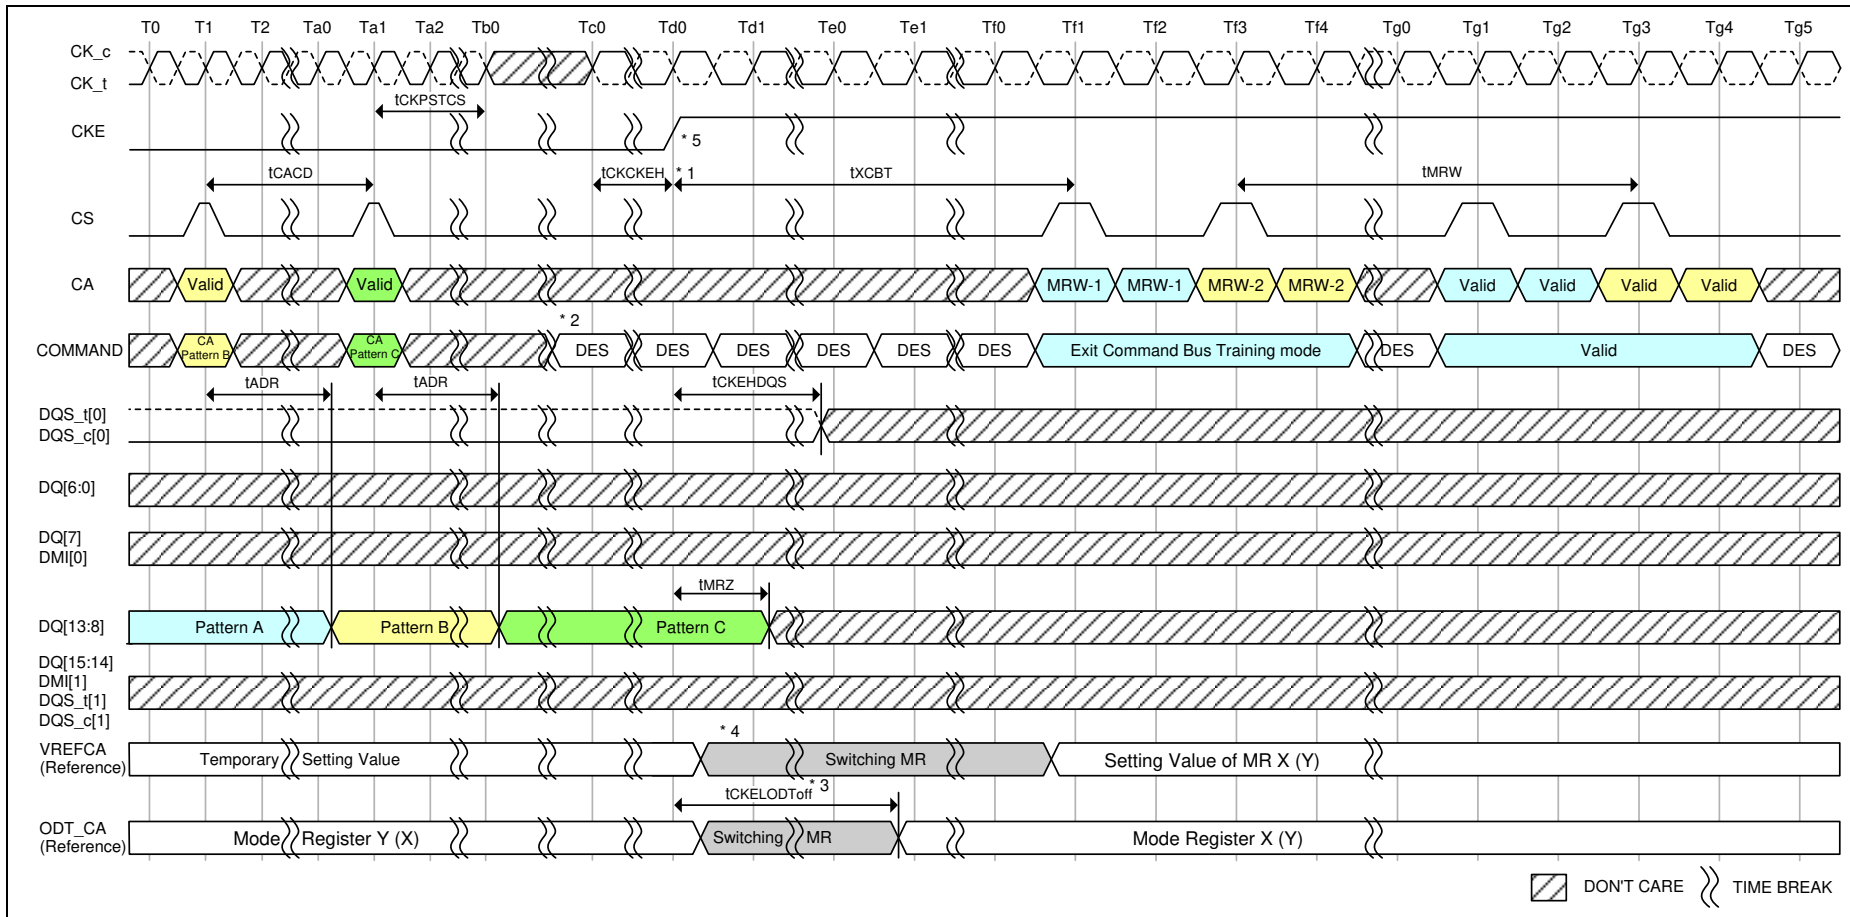 T0 T1 T2 Ta0 Ta1 Ta2 Tb0 Tc0 Td0 Td1 Te0 Te1 Tf0 Tf1 Tf2 Tf3 Tf4 Tg0 Tg1 Tg2 Tg3 Tg4 Tg5
CK_c
CK_t
tCKPSTCS
CKE
* 5
tCACD tCKCKEH * 1 tXCBT tMRW
CS
CA Valid Valid MRW-1 MRW-1 MRW-2 MRW-2 Valid Valid Valid Valid
* 2
COMMAND CA Pattern B CA Pattern C DES DES DES DES DES DES Exit Command Bus Training mode DES Valid DES
tADR tADR tCKEHDQS
DQS_t[0]
DQS_c[0]
DQ[6:0]
DQ[7]
DMI[0]
tMRZ
DQ[13:8] Pattern A Pattern B Pattern C
DQ[15:14]
DMI[1]
DQS_t[1]
DQS_c[1]
* 4
VREFCA
(Reference)
Temporary Setting Value Switching MR Setting Value of MR X (Y)
tCKELODToff * 3
ODT_CA
(Reference)
Mode Register Y (X) Switching MR Mode Register X (Y)
DON'T CARE TIME BREAK